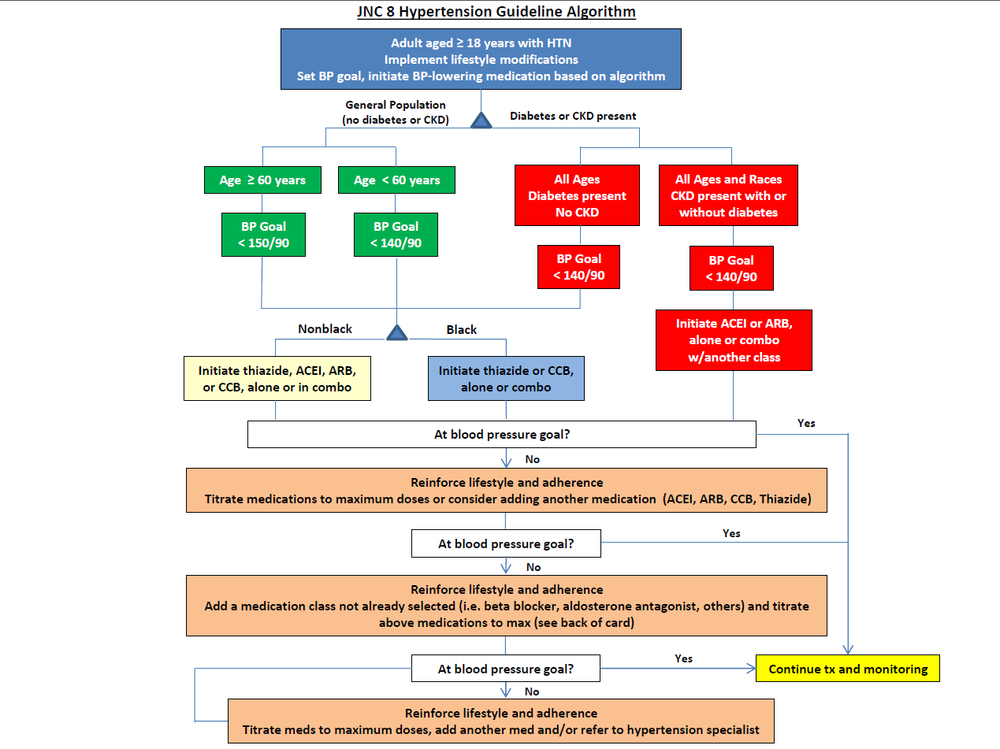 JNC 8 Hypertension Guideline Algorithm
Adult aged ≥ 18 years with HTN
Implement lifestyle modifications
Set BP goal, initiate BP-lowering medication based on algorithm
General Population
(no diabetes or CKD)
Diabetes or CKD present
Age ≥ 60 years
Age < 60 years
All Ages
Diabetes present
No CKD
All Ages and Races
CKD present with or
without diabetes
BP Goal
< 150/90
BP Goal
< 140/90
BP Goal
< 140/90
BP Goal
< 140/90
Nonblack
Black
Initiate ACEI or ARB,
alone or combo
w/another class
Initiate thiazide, ACEI, ARB,
or CCB, alone or in combo
Initiate thiazide or CCB,
alone or combo
At blood pressure goal?
Yes
No
Reinforce lifestyle and adherence
Titrate medications to maximum doses or consider adding another medication (ACEI, ARB, CCB, Thiazide)
At blood pressure goal?
Yes
No
Reinforce lifestyle and adherence
Add a medication class not already selected (i.e. beta blocker, aldosterone antagonist, others) and titrate
above medications to max (see back of card)
At blood pressure goal?
Yes
Continue tx and monitoring
No
Reinforce lifestyle and adherence
Titrate meds to maximum doses, add another med and/or refer to hypertension specialist